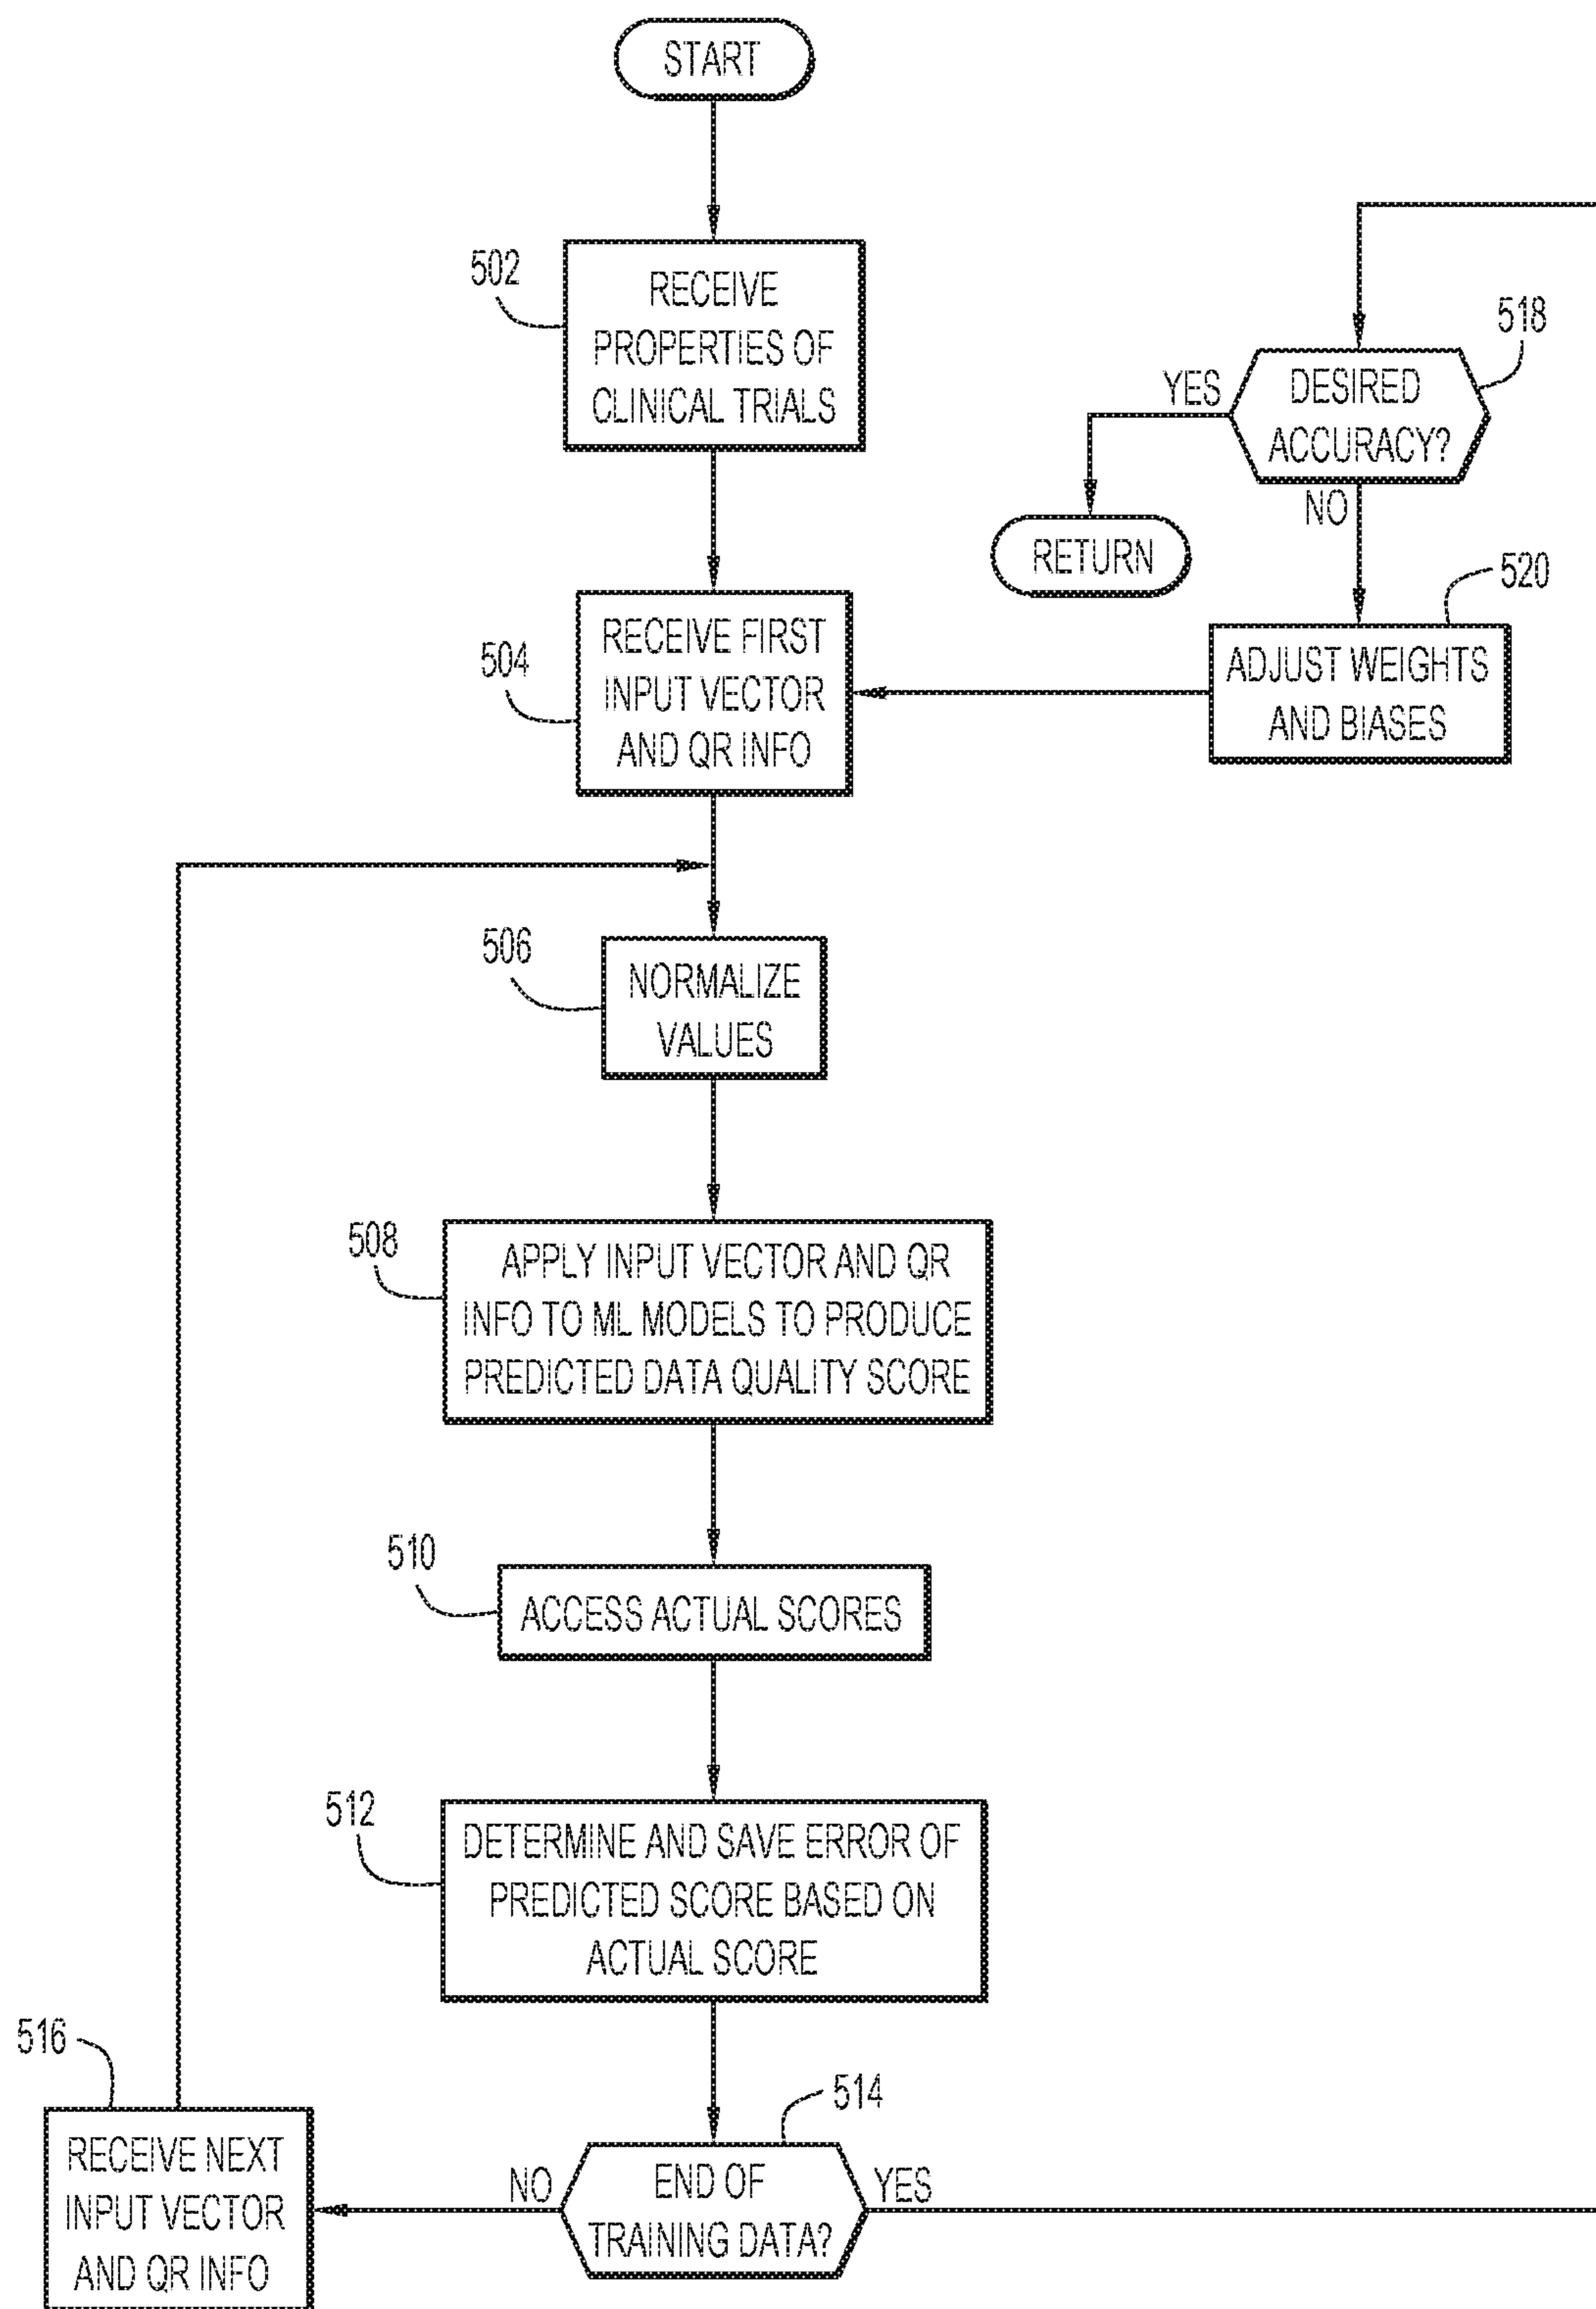 START
502
RECEIVE
PROPERTIES OF
CLINICAL TRIALS
518
YES
DESIRED
ACCURACY?
NO
RETURN
520
ADJUST WEIGHTS
AND BIASES
504
RECEIVE FIRST
INPUT VECTOR
AND QR INFO
506
NORMALIZE
VALUES
508
APPLY INPUT VECTOR AND QR
INFO TO ML MODELS TO PRODUCE
PREDICTED DATA QUALITY SCORE
510
ACCESS ACTUAL SCORES
512
DETERMINE AND SAVE ERROR OF
PREDICTED SCORE BASED ON
ACTUAL SCORE
514
END OF
TRAINING DATA?
NO
YES
516
RECEIVE NEXT
INPUT VECTOR
AND QR INFO